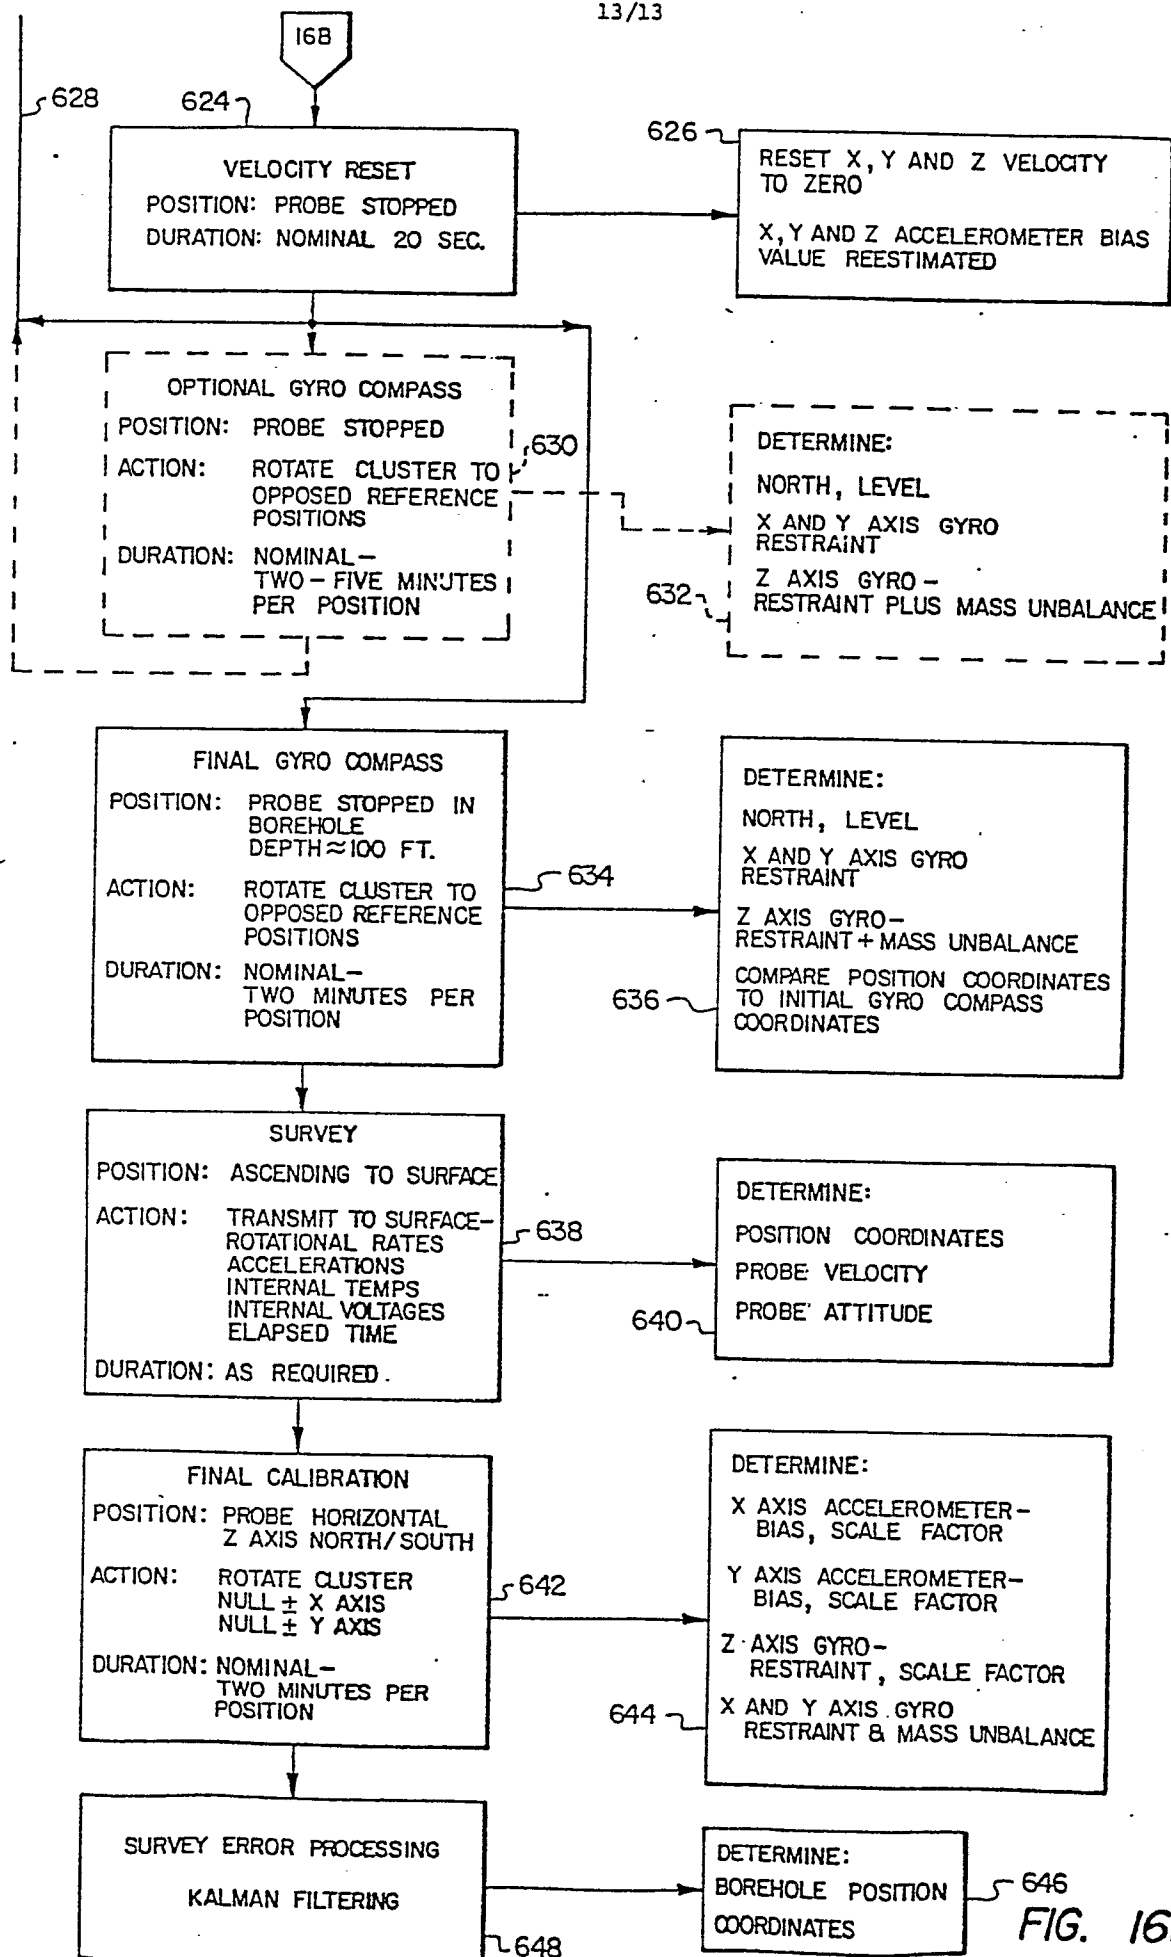 13/13
16B
628
624
VELOCITY RESET
POSITION: PROBE STOPPED
DURATION: NOMINAL 20 SEC.
626
RESET X, Y AND Z VELOCITY
TO ZERO
X, Y AND Z ACCELEROMETER BIAS
VALUE REESTIMATED
OPTIONAL GYRO COMPASS
POSITION: PROBE STOPPED
ACTION: ROTATE CLUSTER TO
OPPOSED REFERENCE
POSITIONS
DURATION: NOMINAL-
TWO-FIVE MINUTES
PER POSITION
630
DETERMINE:
NORTH, LEVEL
X AND Y AXIS GYRO
RESTRAINT
Z AXIS GYRO-
RESTRAINT PLUS MASS UNBALANCE
632
FINAL GYRO COMPASS
POSITION: PROBE STOPPED IN
BOREHOLE
DEPTH≈100 FT.
ACTION: ROTATE CLUSTER TO
OPPOSED REFERENCE
POSITIONS
DURATION: NOMINAL-
TWO MINUTES PER
POSITION
634
DETERMINE:
NORTH, LEVEL
X AND Y AXIS GYRO
RESTRAINT
Z AXIS GYRO-
RESTRAINT + MASS UNBALANCE
COMPARE POSITION COORDINATES
TO INITIAL GYRO COMPASS
COORDINATES
636
SURVEY
POSITION: ASCENDING TO SURFACE
ACTION: TRANSMIT TO SURFACE-
ROTATIONAL RATES
ACCELERATIONS
INTERNAL TEMPS
INTERNAL VOLTAGES
ELAPSED TIME
DURATION: AS REQUIRED.
638
DETERMINE:
POSITION COORDINATES
PROBE VELOCITY
PROBE ATTITUDE
640
FINAL CALIBRATION
POSITION: PROBE HORIZONTAL
Z AXIS NORTH/SOUTH
ACTION: ROTATE CLUSTER
NULL ± X AXIS
NULL ± Y AXIS
DURATION: NOMINAL-
TWO MINUTES PER
POSITION
642
DETERMINE:
X AXIS ACCELEROMETER-
BIAS, SCALE FACTOR
Y AXIS ACCELEROMETER-
BIAS, SCALE FACTOR
Z AXIS GYRO-
RESTRAINT, SCALE FACTOR
X AND Y AXIS GYRO
RESTRAINT & MASS UNBALANCE
644
SURVEY ERROR PROCESSING
KALMAN FILTERING
648
DETERMINE:
BOREHOLE POSITION
COORDINATES
646
FIG. 16